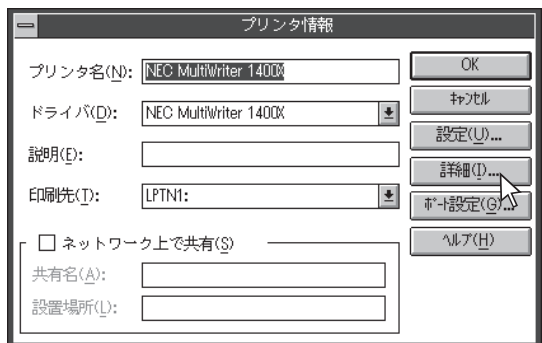 プリンタ情報
プリンタ名(N): NEC MultiWriter 1400X
ドライバ(D): NEC MultiWriter 1400X
説明(E):
印刷先(T): LPTN1:
ネットワーク上で共有(S)
共有名(A):
設置場所(L):
OK
ｷｬﾝｾﾙ
設定(U)...
詳細(I)...
ﾎﾟｰﾄ設定(G)...
ﾍﾙﾌﾟ(H)